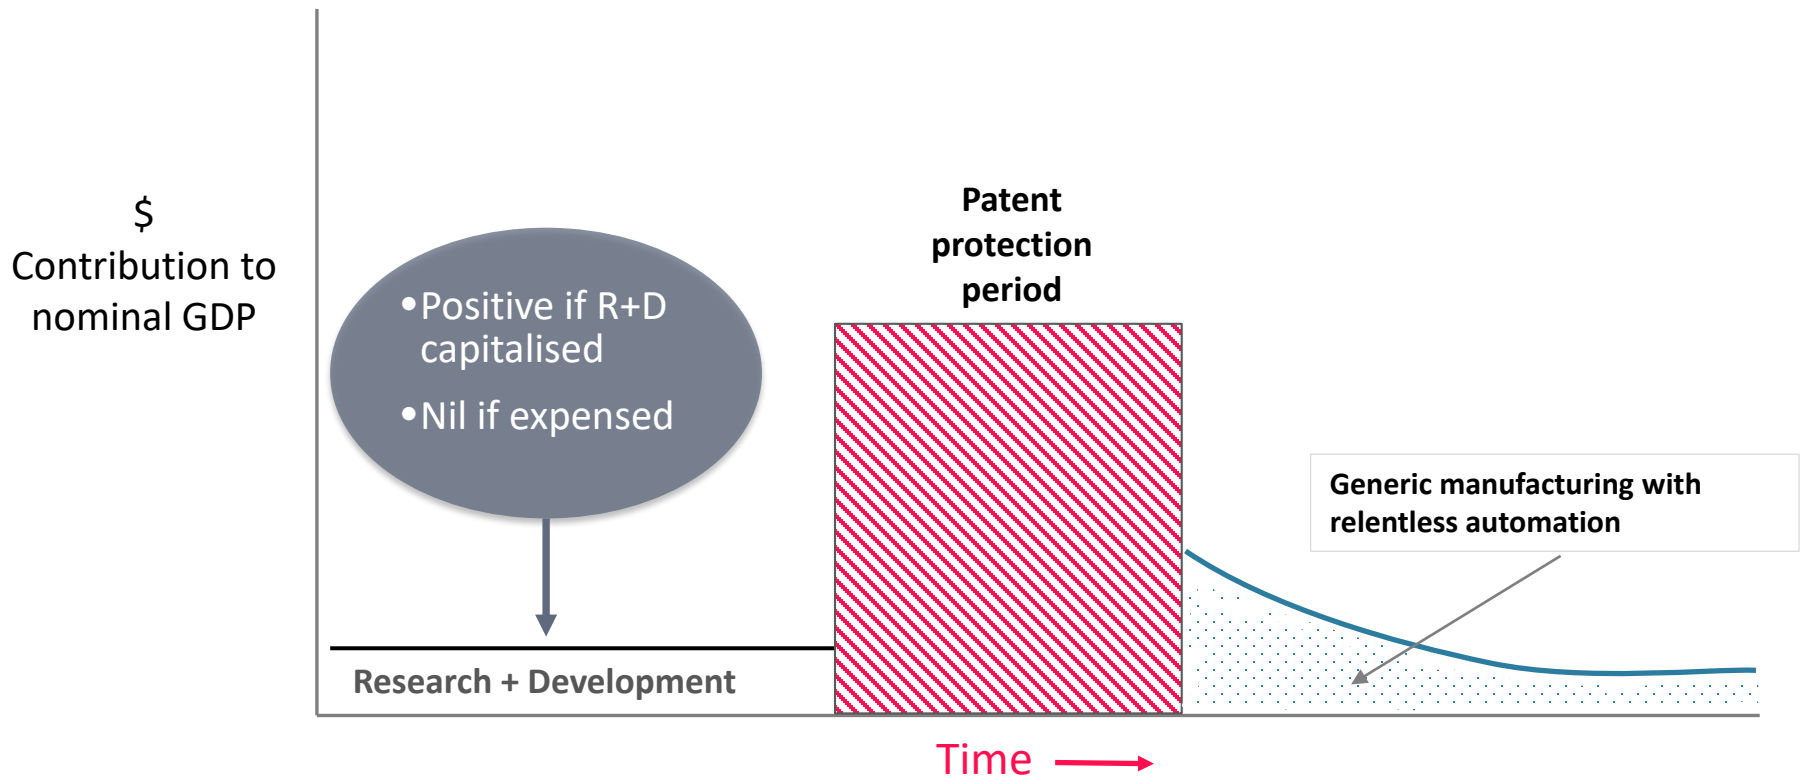 $
Contribution to
nominal GDP
•Positive if R+D
capitalised
•Nil if expensed
Research + Development
Patent
protection
period
Generic manufacturing with
relentless automation
Time